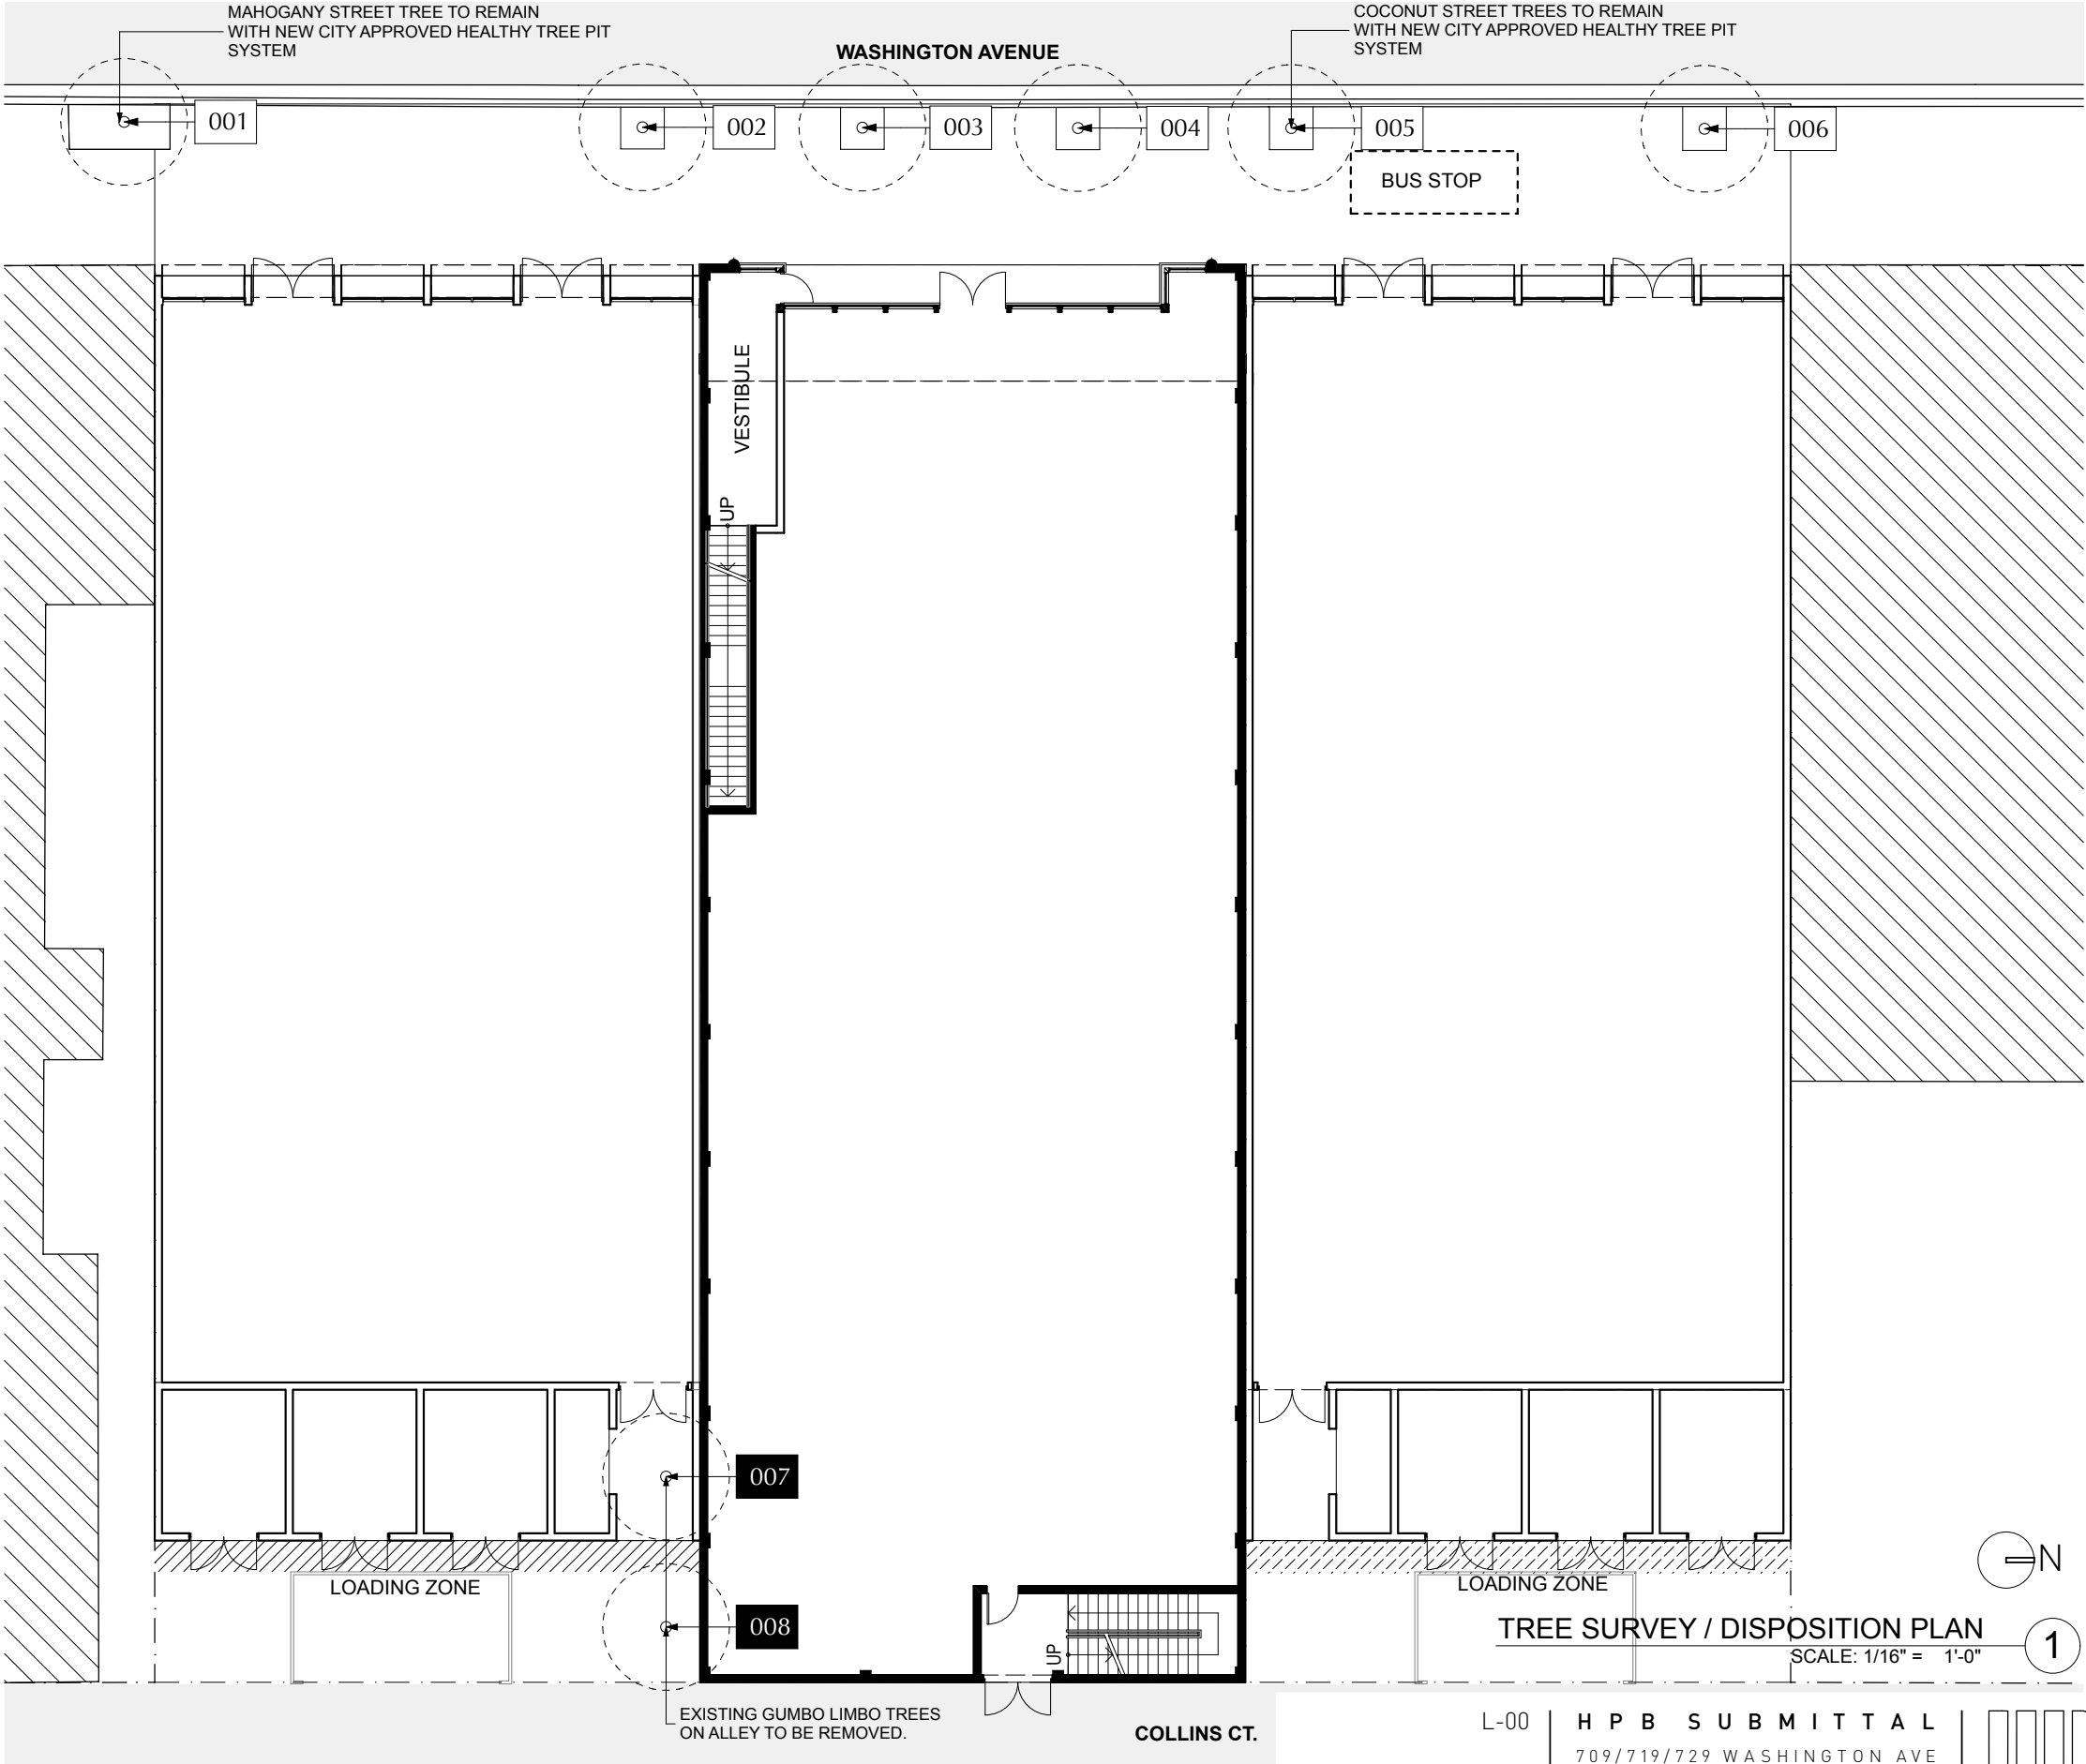 MAHOGANY STREET TREE TO REMAIN
WITH NEW CITY APPROVED HEALTHY TREE PIT
SYSTEM
WASHINGTON AVENUE
COCONUT STREET TREES TO REMAIN
WITH NEW CITY APPROVED HEALTHY TREE PIT
SYSTEM
001
002
003
004
005
006
BUS STOP
VESTIBULE
UP
007
008
LOADING ZONE
UP
LOADING ZONE
N
TREE SURVEY / DISPOSITION PLAN
SCALE: 1/16" = 1'-0"
1
EXISTING GUMBO LIMBO TREES
ON ALLEY TO BE REMOVED.
COLLINS CT.
L-00
HPB SUBMITTAL
709/719/729 WASHINGTON AVE